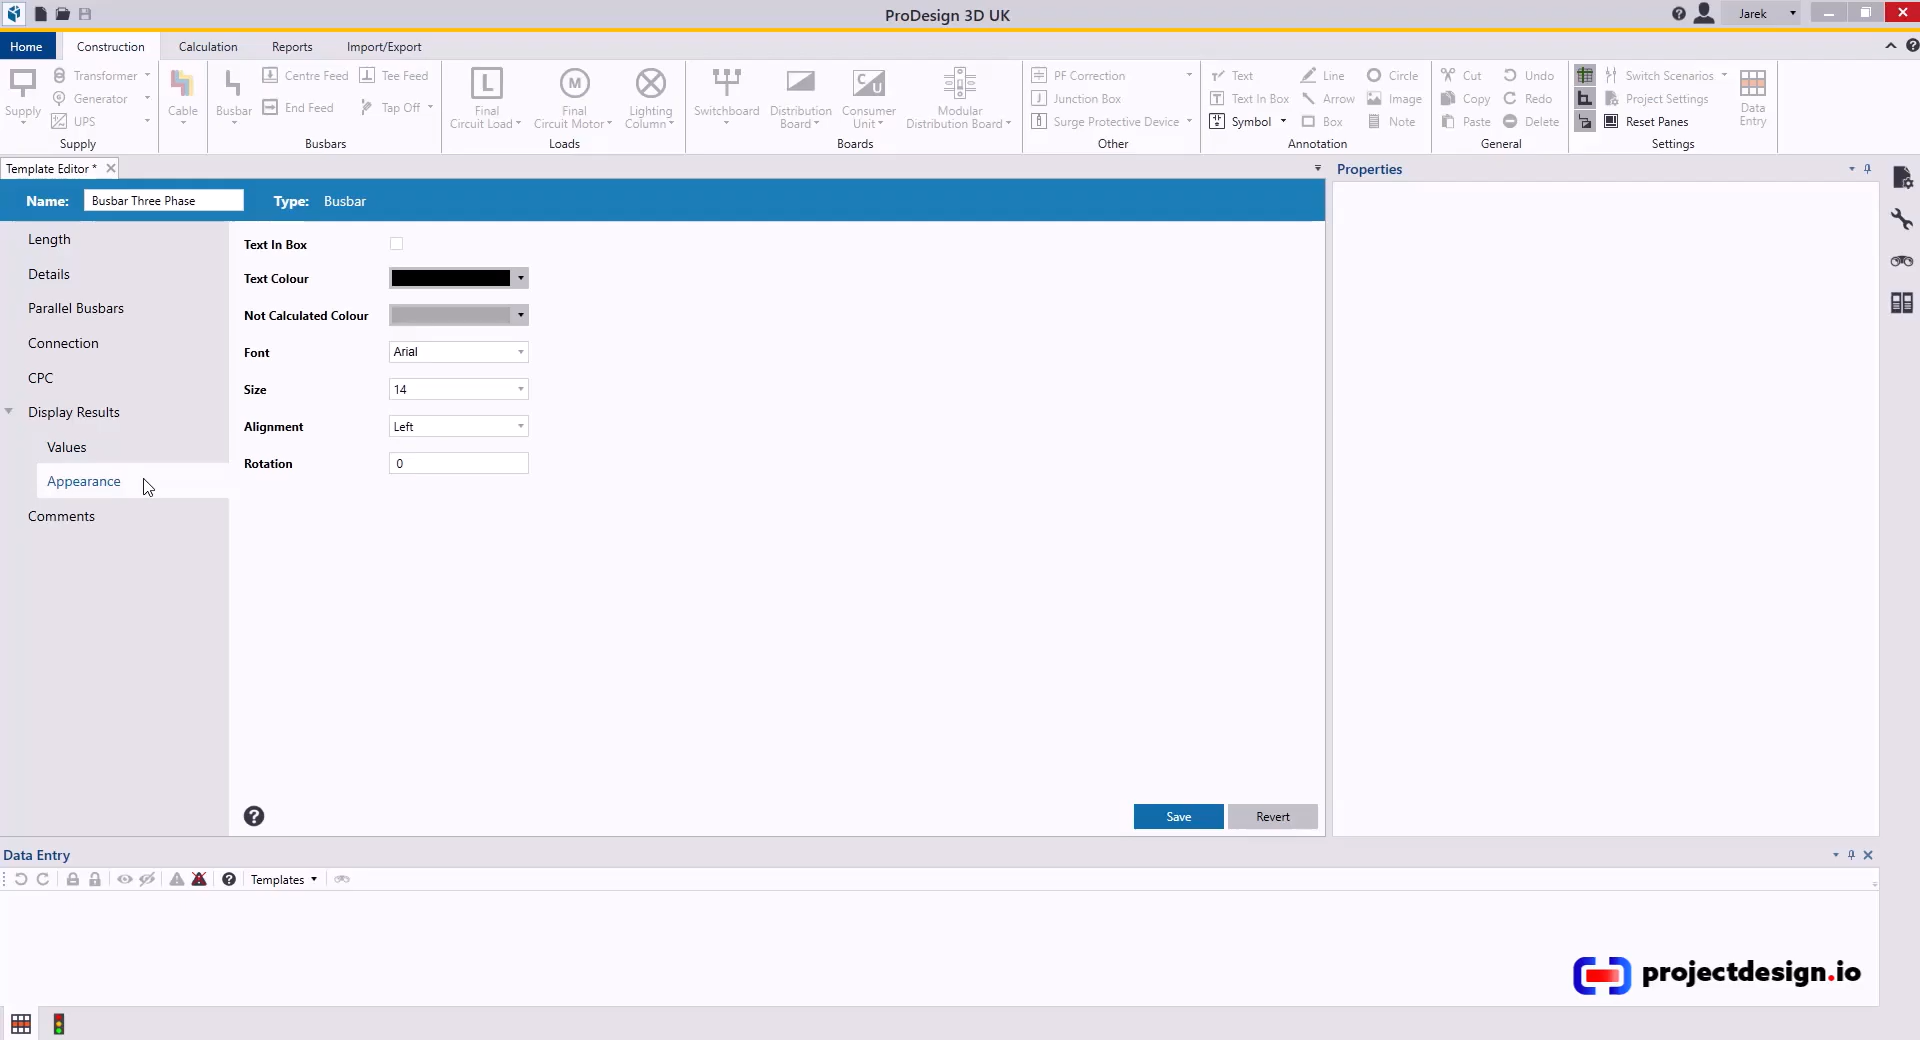 ProDesign 3D UK
Jarek
Home Construction Calculation Reports Import/Export
Supply
Transformer
Generator
UPS
Supply
Cable
Busbar
Centre Feed Tee Feed
End Feed Tap Off
Busbars
Final
Circuit Load
Final
Circuit Motor
Lighting
Column
Loads
Switchboard
Distribution
Board
Consumer
Unit
Modular
Distribution Board
Boards
PF Correction
Junction Box
Surge Protective Device
Other
Text Line Circle
Text In Box Arrow Image
Symbol Box Note
Annotation
Cut Undo
Copy Redo
Paste Delete
General
Switch Scenarios
Project Settings
Reset Panes
Data
Entry
Settings
Template Editor *
Properties
Name: Busbar Three Phase Type: Busbar
Length
Details
Parallel Busbars
Connection
CPC
Display Results
Values
Appearance
Comments
Text In Box
Text Colour
Not Calculated Colour
Font Arial
Size 14
Alignment Left
Rotation 0
Save Revert
Data Entry
Templates
projectdesign.io